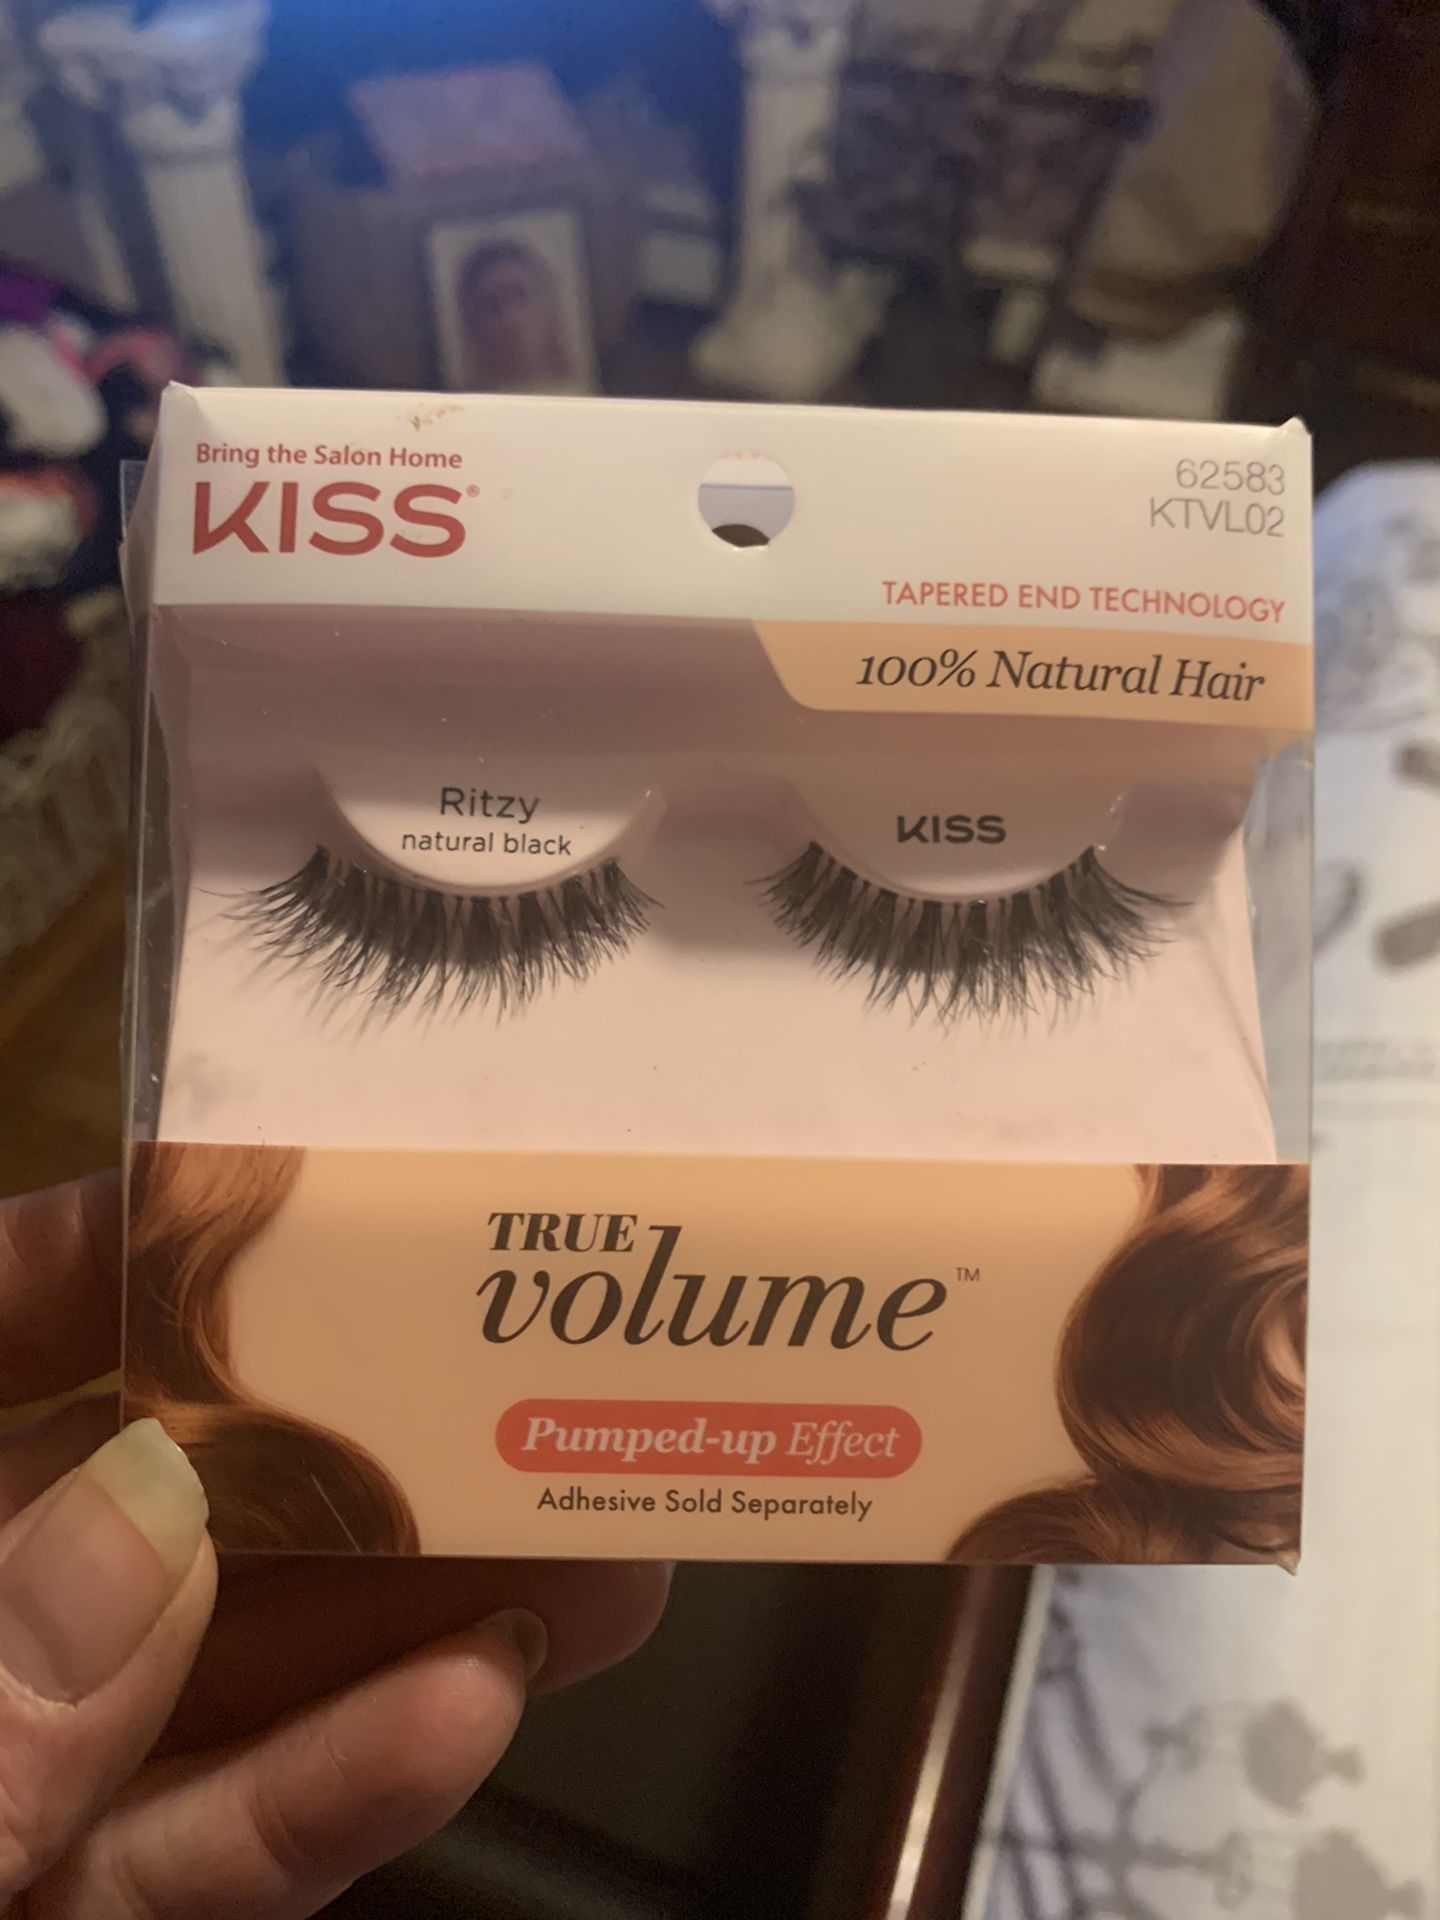 Bring the Salon Home
KISS®
62583
KTVL02
TAPERED END TECHNOLOGY
100% Natural Hair
Ritzy
natural black
KISS
TRUE
volume™
Pumped-up Effect
Adhesive Sold Separately